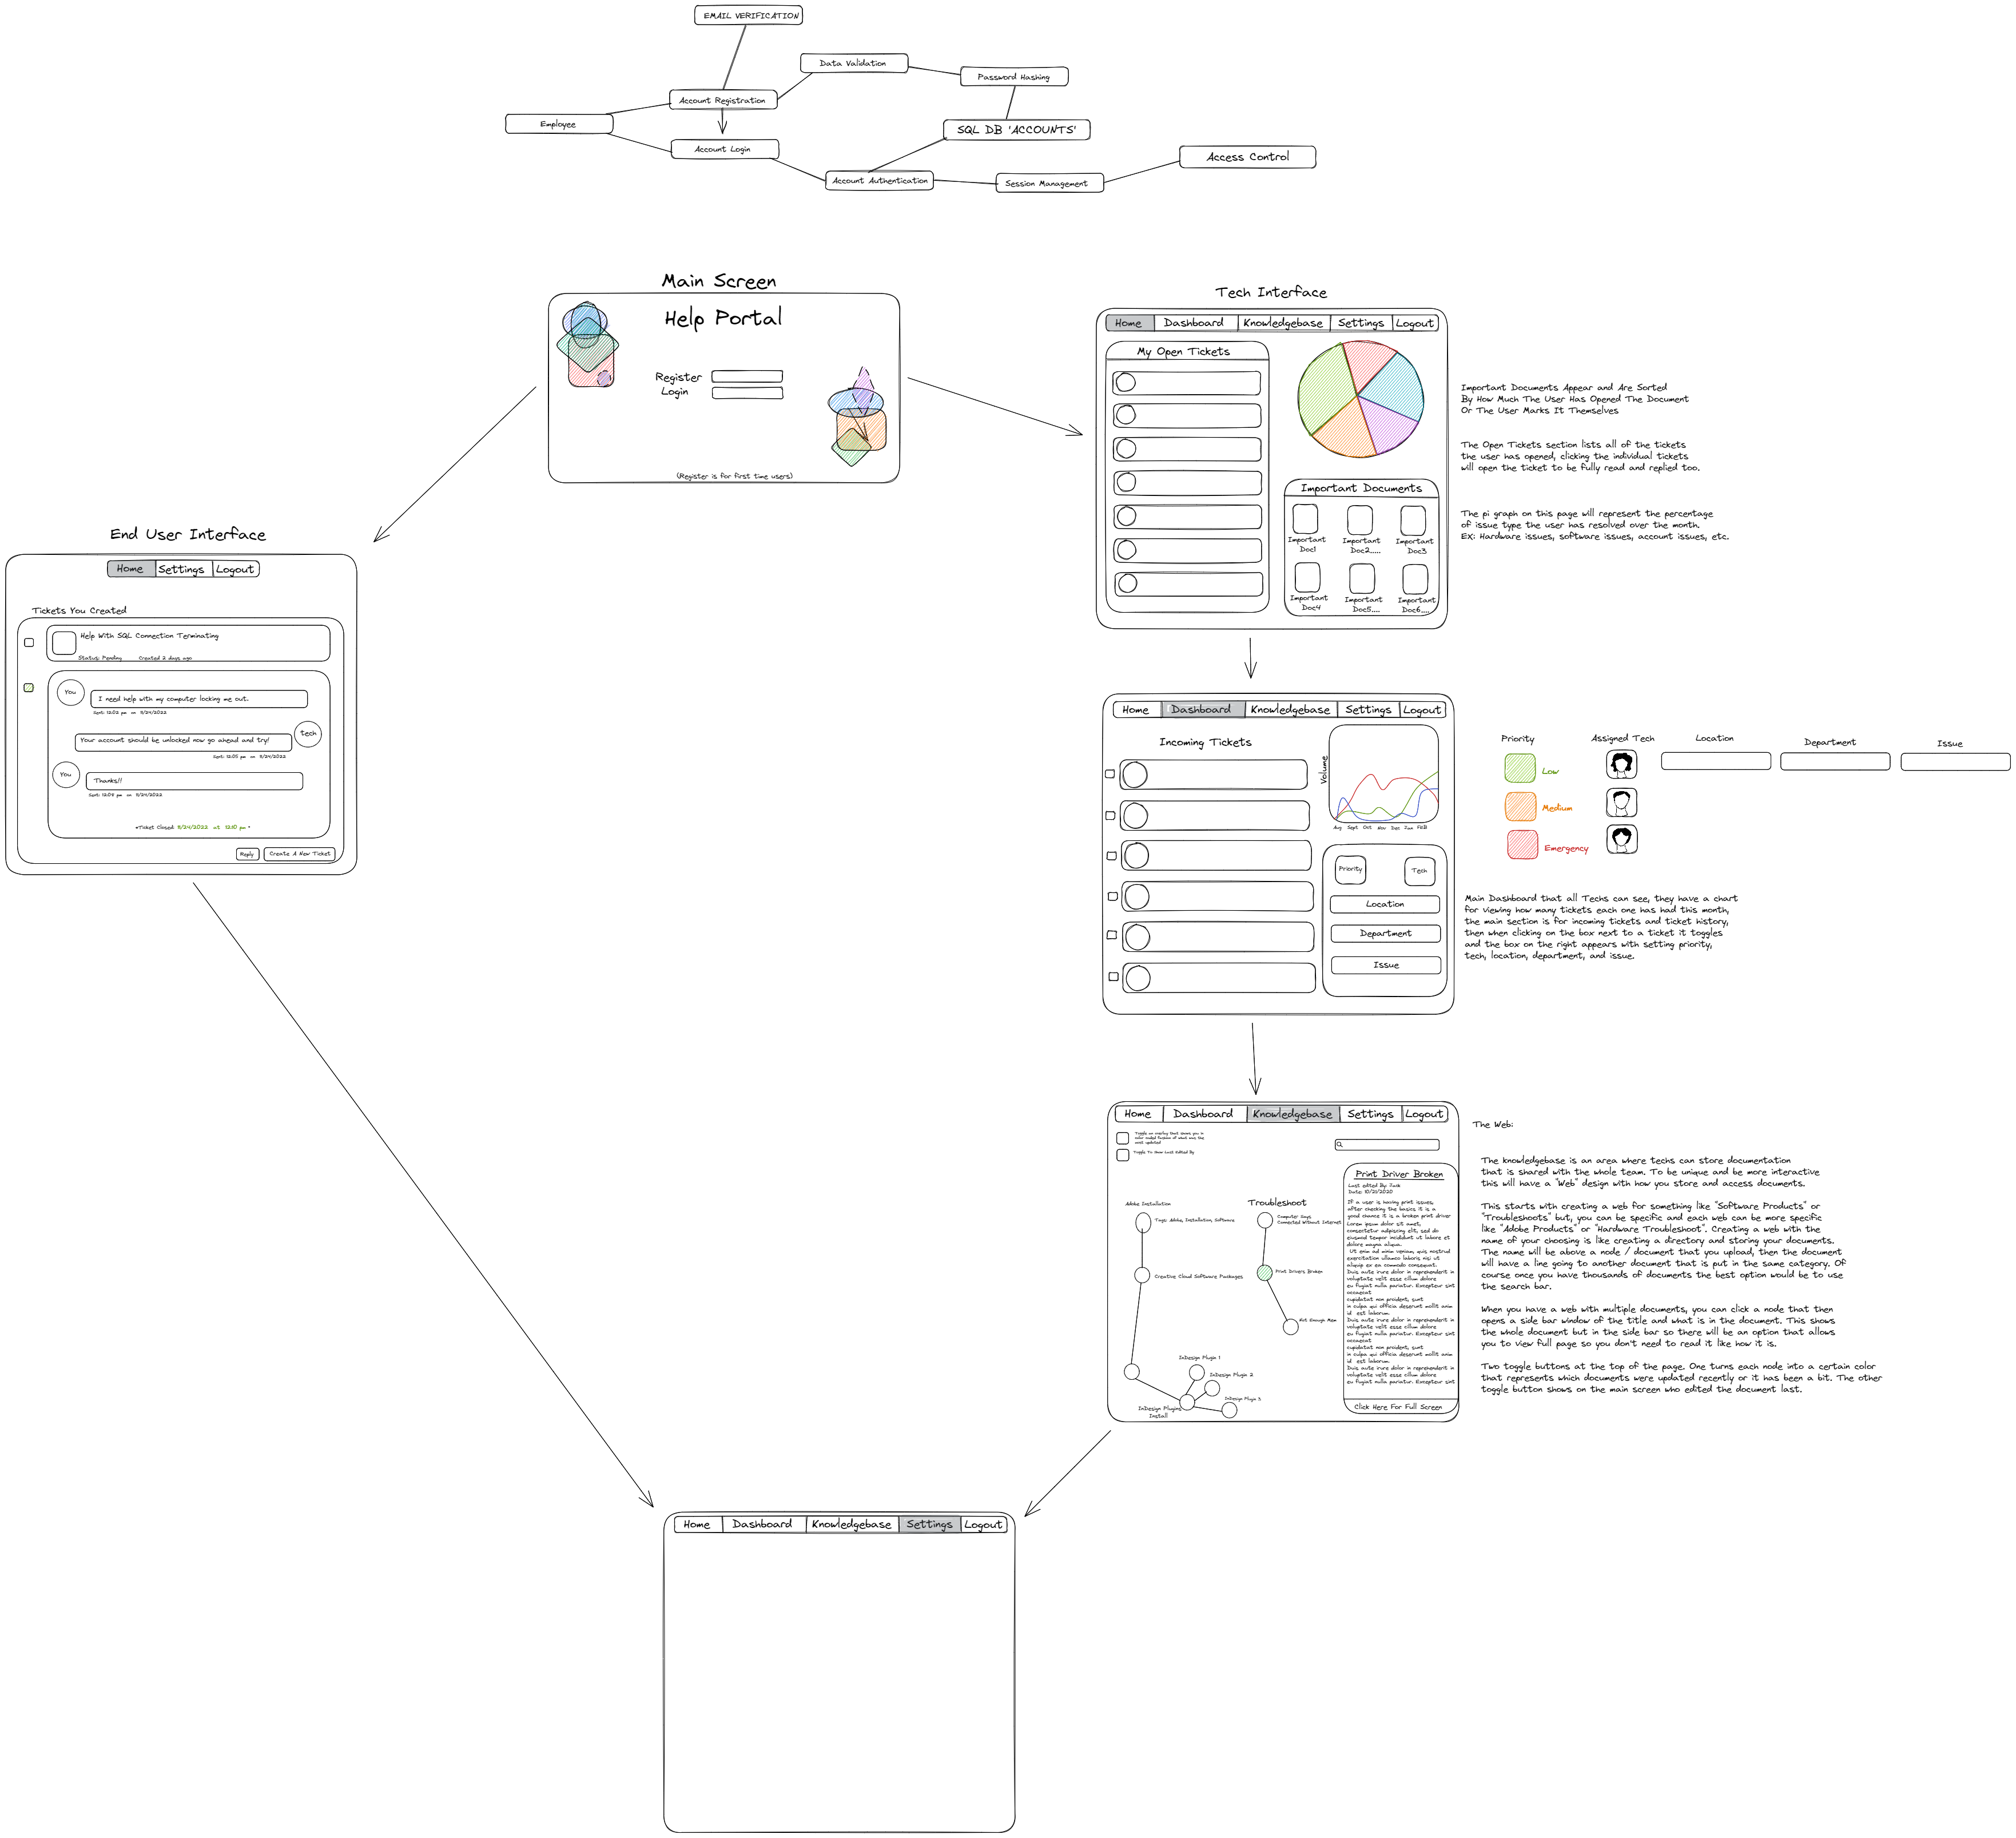 EMAIL VERIFICATION
Data Validation
Password Hashing
Account Registration
Employee
SQL DB 'ACCOUNTS'
Account Login
Access Control
Account Authentication
Session Management
Main Screen
Help Portal
Register
Login
(Register is for first time users)
Tech Interface
Home Dashboard Knowledgebase Settings Logout
My Open Tickets
Important Documents
Important Doc1
Important Doc2.....
Important Doc3
Important Doc4
Important Doc5....
Important Doc6....
Important Documents Appear and Are Sorted
By How Much The User Has Opened The Document
Or The User Marks It Themselves
The Open Tickets section lists all of the tickets
the user has opened, clicking the individual tickets
will open the ticket to be fully read and replied too.
The pi graph on this page will represent the percentage
of issue type the user has resolved over the month.
EX: Hardware issues, software issues, account issues, etc.
End User Interface
Home Settings Logout
Tickets You Created
Help With SQL Connection Terminating
Status: Pending Created 2 days ago
You
I need help with my computer locking me out.
Sent: 12:02 pm on 8/24/2022
Your account should be unlocked now go ahead and try!
tech
Sent: 12:05 pm on 8/24/2022
You
Thanks!!
Sent: 12:09 pm on 8/24/2022
*Ticket Closed 8/24/2022 at 12:10 pm *
Reply
Create A New Ticket
Home Dashboard Knowledgebase Settings Logout
Incoming Tickets
Volume
Aug Sept Oct Nov Dec Jan FEB
Priority
Tech
Location
Department
Issue
Priority
Low
Medium
Emergency
Assigned Tech
Location
Department
Issue
Main Dashboard that all Techs can see, they have a chart
for viewing how many tickets each one has had this month,
the main section is for incoming tickets and ticket history,
then when clicking on the box next to a ticket it toggles
and the box on the right appears with setting priority,
tech, location, department, and issue.
Home Dashboard Knowledgebase Settings Logout
Toggle To Show Last Edited By
Adobe Installation
Tags: Adobe, Installation, Software
Creative Cloud Software Packages
InDesign Plugin 1
InDesign Plugin 2
InDesign Plugin 3
InDesign Plugins
Install
Troubleshoot
Computer Says
Connected Without Internet
Print Drivers Broken
Not Enough Mem
Print Driver Broken
Last edited By: Jack
Date: 10/21/2020
If a user is having print issues,
after checking the basics it is a
good chance it is a broken print driver
Lorem ipsum dolor sit amet,
consectetur adipiscing elit, sed do
eiusmod tempor incididunt ut labore et
dolore magna aliqua.
Ut enim ad minim veniam, quis nostrud
exercitation ullamco laboris nisi ut
aliquip ex ea commodo consequat.
Duis aute irure dolor in reprehenderit in
voluptate velit esse cillum dolore
eu fugiat nulla pariatur. Excepteur sint
occaecat
cupidatat non proident, sunt
in culpa qui officia deserunt mollit anim
id est laborum.
Duis aute irure dolor in reprehenderit in
voluptate velit esse cillum dolore
eu fugiat nulla pariatur. Excepteur sint
occaecat
cupidatat non proident, sunt
in culpa qui officia deserunt mollit anim
id est laborum.
Duis aute irure dolor in reprehenderit in
voluptate velit esse cillum dolore
eu fugiat nulla pariatur. Excepteur sint
Click Here For Full Screen
The Web:
The knowledgebase is an area where techs can store documentation
that is shared with the whole team. To be unique and be more interactive
this will have a "Web" design with how you store and access documents.
This starts with creating a web for something like "Software Products" or
"Troubleshoots" but, you can be specific and each web can be more specific
like "Adobe Products" or "Hardware Troubleshoot". Creating a web with the
name of your choosing is like creating a directory and storing your documents.
The name will be above a node / document that you upload, then the document
will have a line going to another document that is put in the same category. Of
course once you have thousands of documents the best option would be to use
the search bar.
When you have a web with multiple documents, you can click a node that then
opens a side bar window of the title and what is in the document. This shows
the whole document but in the side bar so there will be an option that allows
you to view full page so you don't need to read it like how it is.
Two toggle buttons at the top of the page. One turns each node into a certain color
that represents which documents were updated recently or it has been a bit. The other
toggle button shows on the main screen who edited the document last.
Home Dashboard Knowledgebase Settings Logout